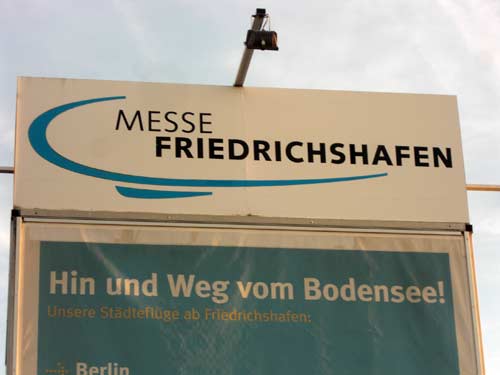 MESSE
FRIEDRICHSHAFEN
Hin und Weg vom Bodensee!
Unsere Städteflüge ab Friedrichshafen:
Berlin